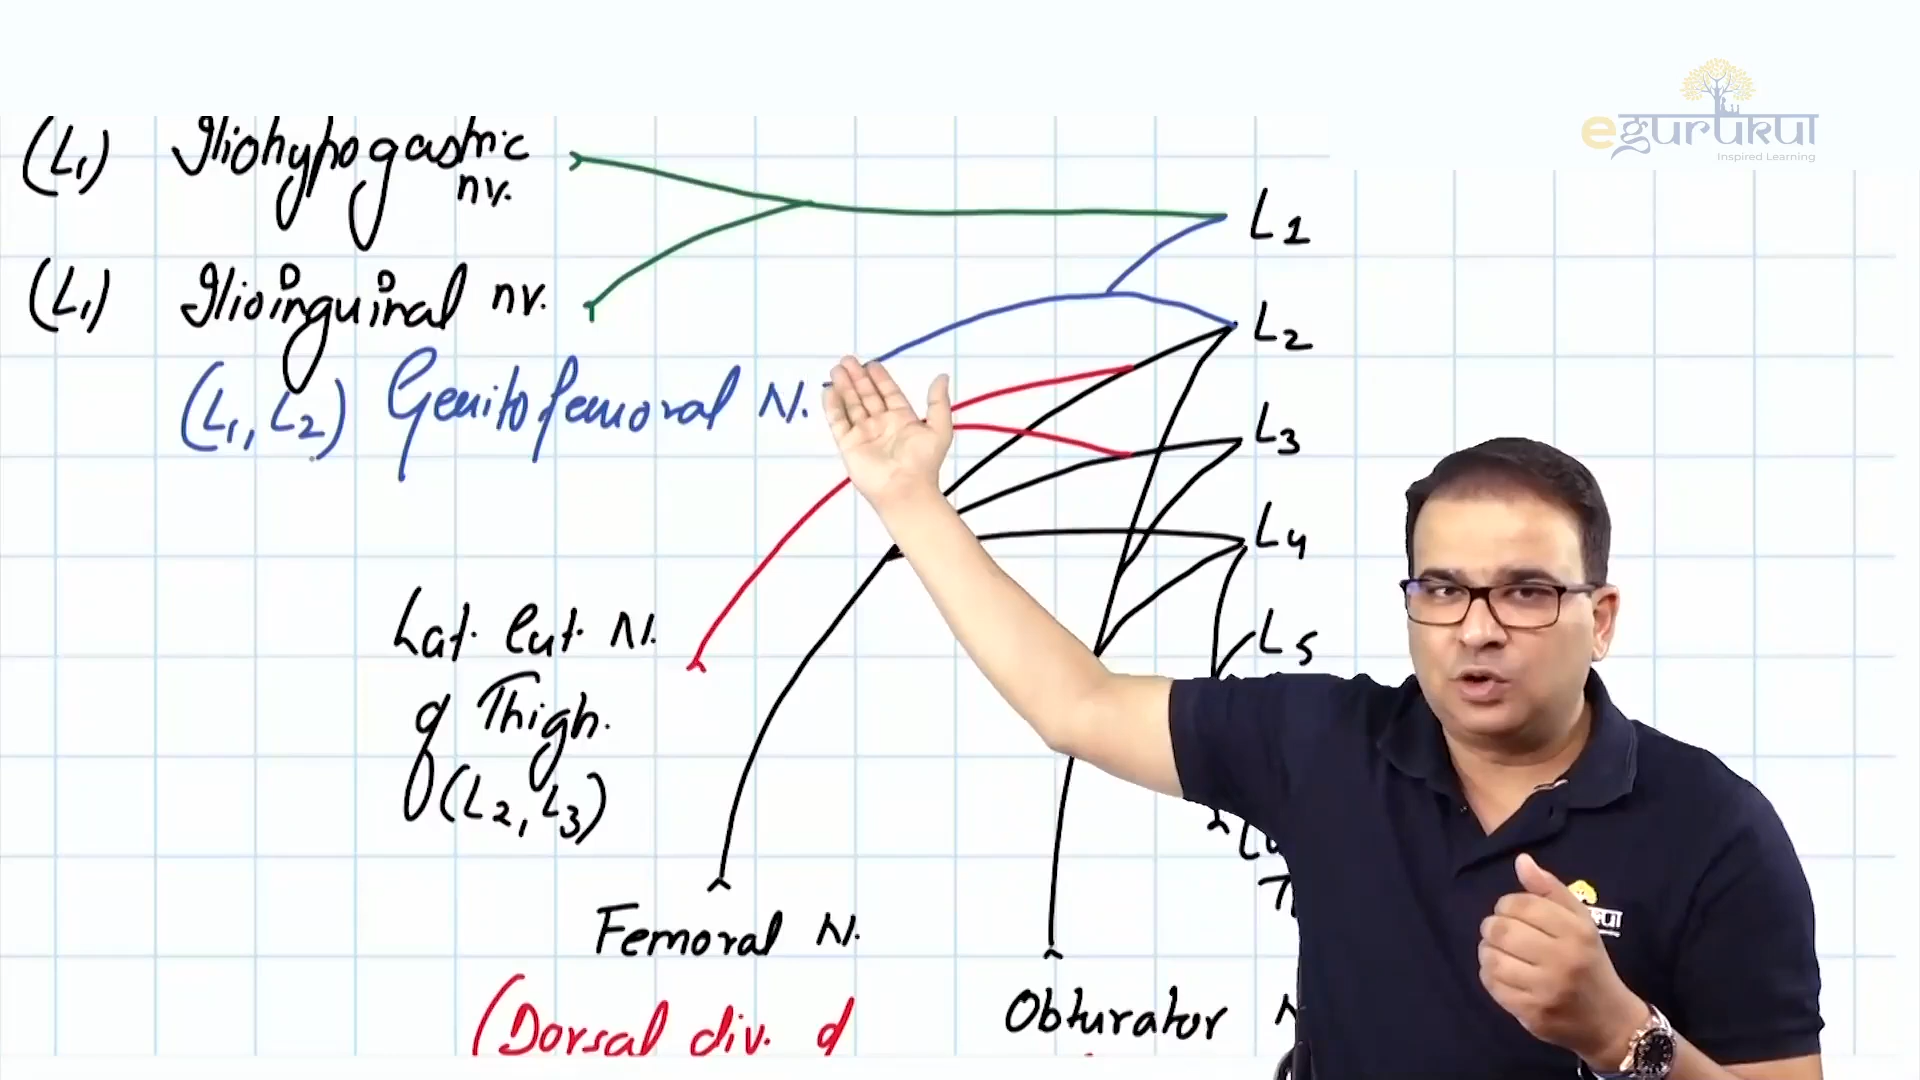 egurukul
Inspired Learning
(L1) Iliohypogastric
nv.
L1
(L1) Ilioinguinal nv.
L2
(L1, L2) Genitofemoral N.
L3
L4
Lat. Cut. N.
L5
of Thigh.
(L2, L3)
Femoral N.
Obturator
(Dorsal div. of